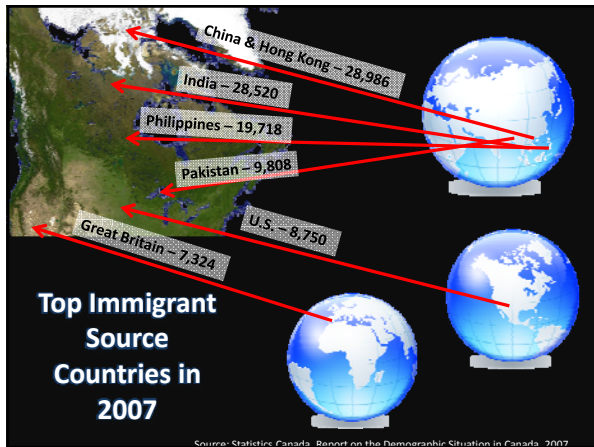 China & Hong Kong – 28,986
India – 28,520
Philippines – 19,718
Pakistan – 9,808
U.S. – 8,750
Great Britain – 7,324
Top Immigrant
Source
Countries in
2007
Source: Statistics Canada, Report on the Demographic Situation in Canada, 2007